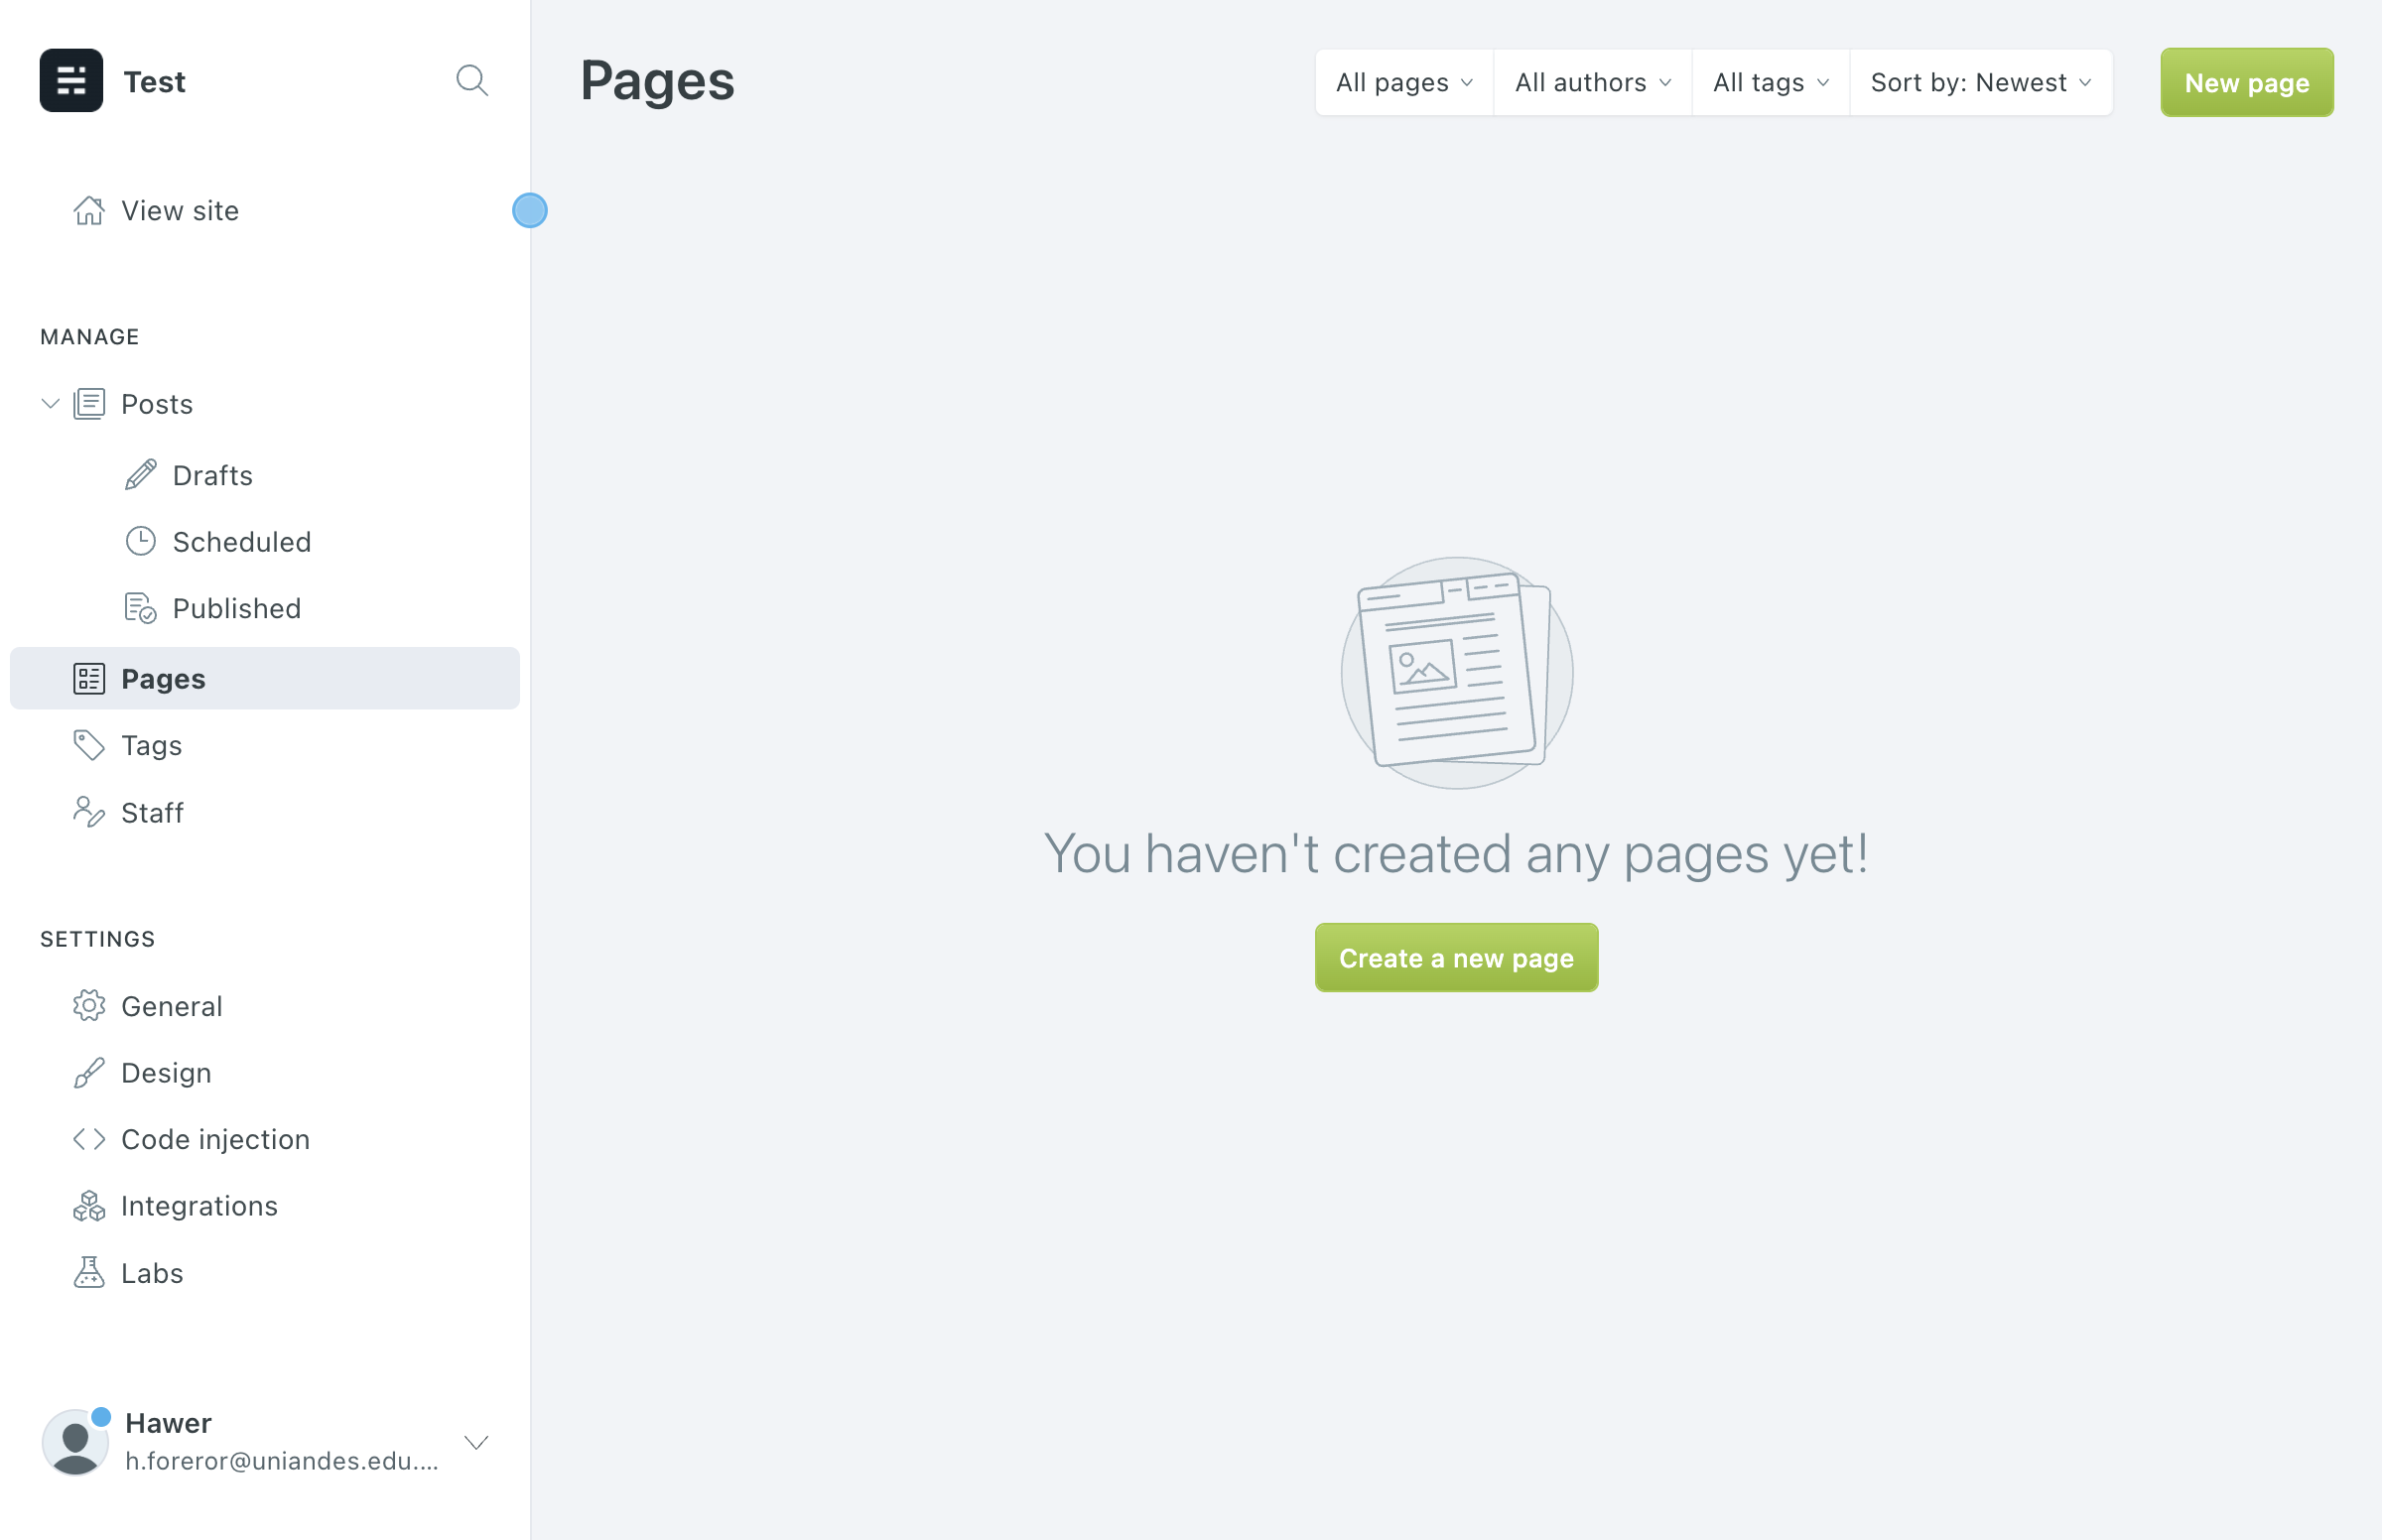 Test
View site
MANAGE
Posts
Drafts
Scheduled
Published
Pages
Tags
Staff
SETTINGS
General
Design
Code injection
Integrations
Labs
Hawer
h.foreror@uniandes.edu....
Pages
All pages
All authors
All tags
Sort by: Newest
New page
You haven't created any pages yet!
Create a new page